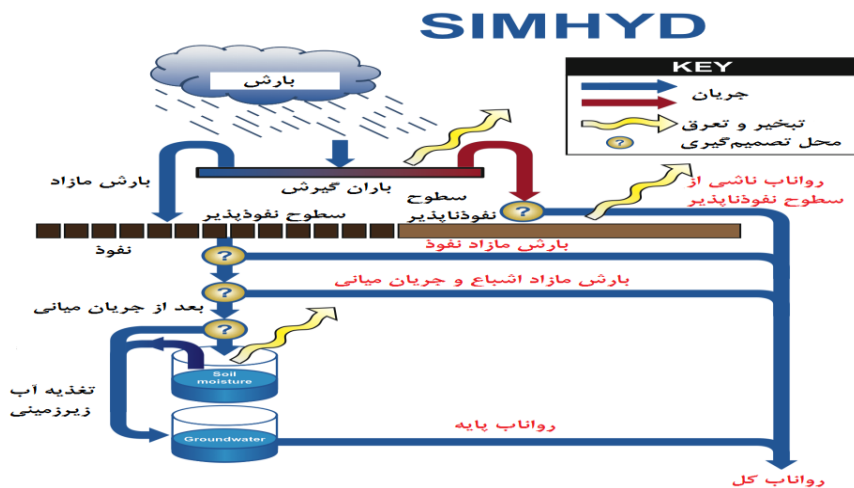 SIMHYD
KEY
جریان
تبخیر و تعرق
محل تصمیم‌گیری
بارش
بارش مازاد
باران گیرشی
سطوح
نفوذناپذیر
سطوح نفوذپذیر
نفوذ
?
رواناب ناشی از
سطوح نفوذناپذیر
بارش مازاد نفوذ
?
بارش مازاد اشباع و جریان میانی
?
بعد از جریان میانی
?
Soil
moisture
تغذیه آب
زیرزمینی
Groundwater
رواناب پایه
رواناب کل
?